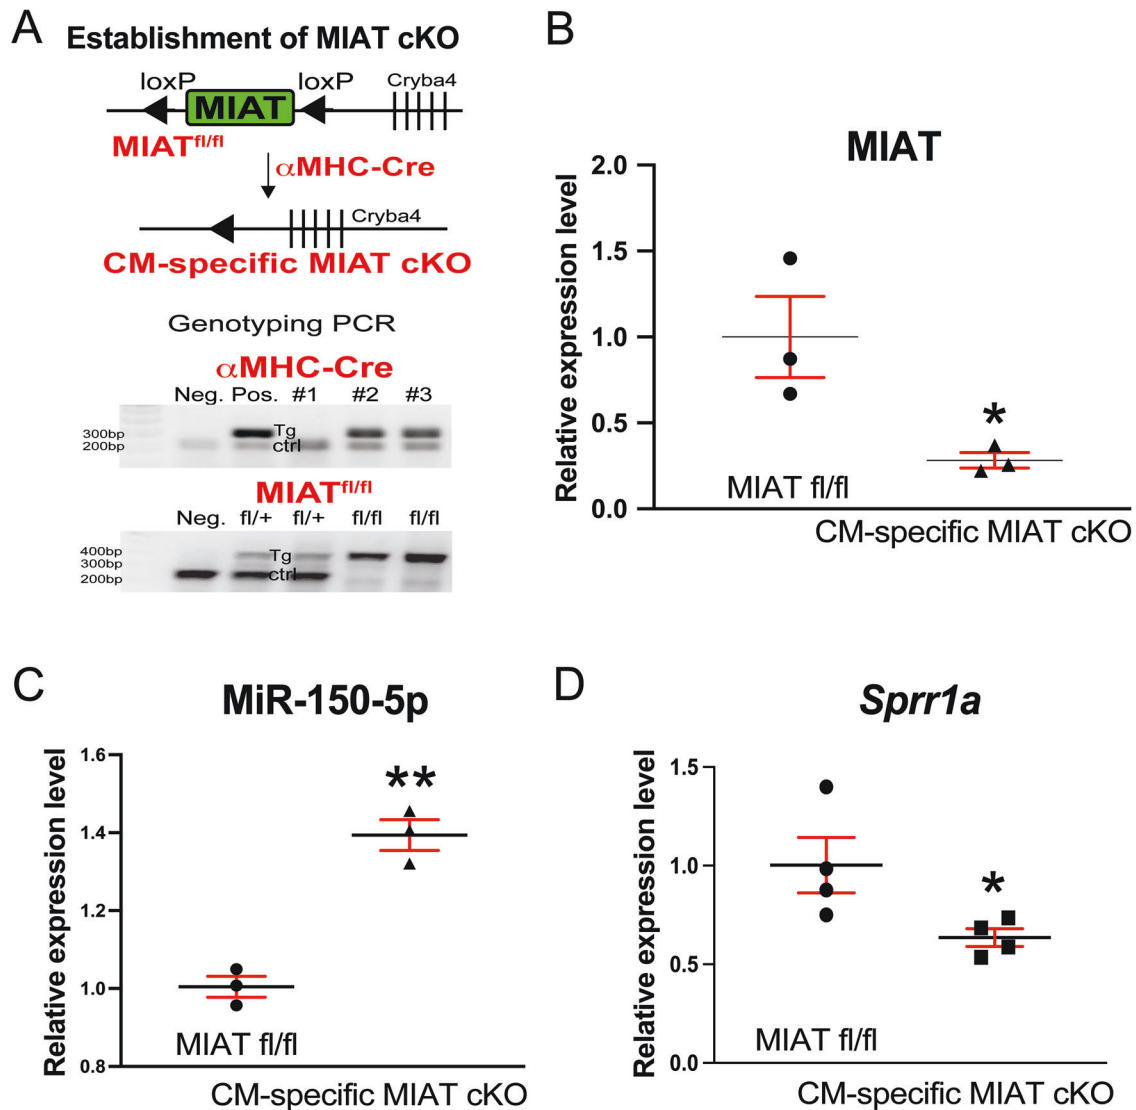 A
Establishment of MIAT cKO
loxP
loxP
Cryba4
MIAT
MIATfl/fl
αMHC-Cre
Cryba4
CM-specific MIAT cKO
Genotyping PCR
αMHC-Cre
Neg. Pos. #1 #2 #3
300bp
200bp
Tg
ctrl
MIATfl/fl
Neg. fl/+ fl/+ fl/fl fl/fl
400bp
300bp
200bp
Tg
ctrl
B
MIAT
Relative expression level
2.0
1.5
1.0
0.5
0.0
*
MIAT fl/fl
CM-specific MIAT cKO
C
MiR-150-5p
Relative expression level
1.6
1.4
1.2
1.0
0.8
**
MIAT fl/fl
CM-specific MIAT cKO
D
Sprr1a
Relative expression level
1.5
1.0
0.5
0.0
*
MIAT fl/fl
CM-specific MIAT cKO